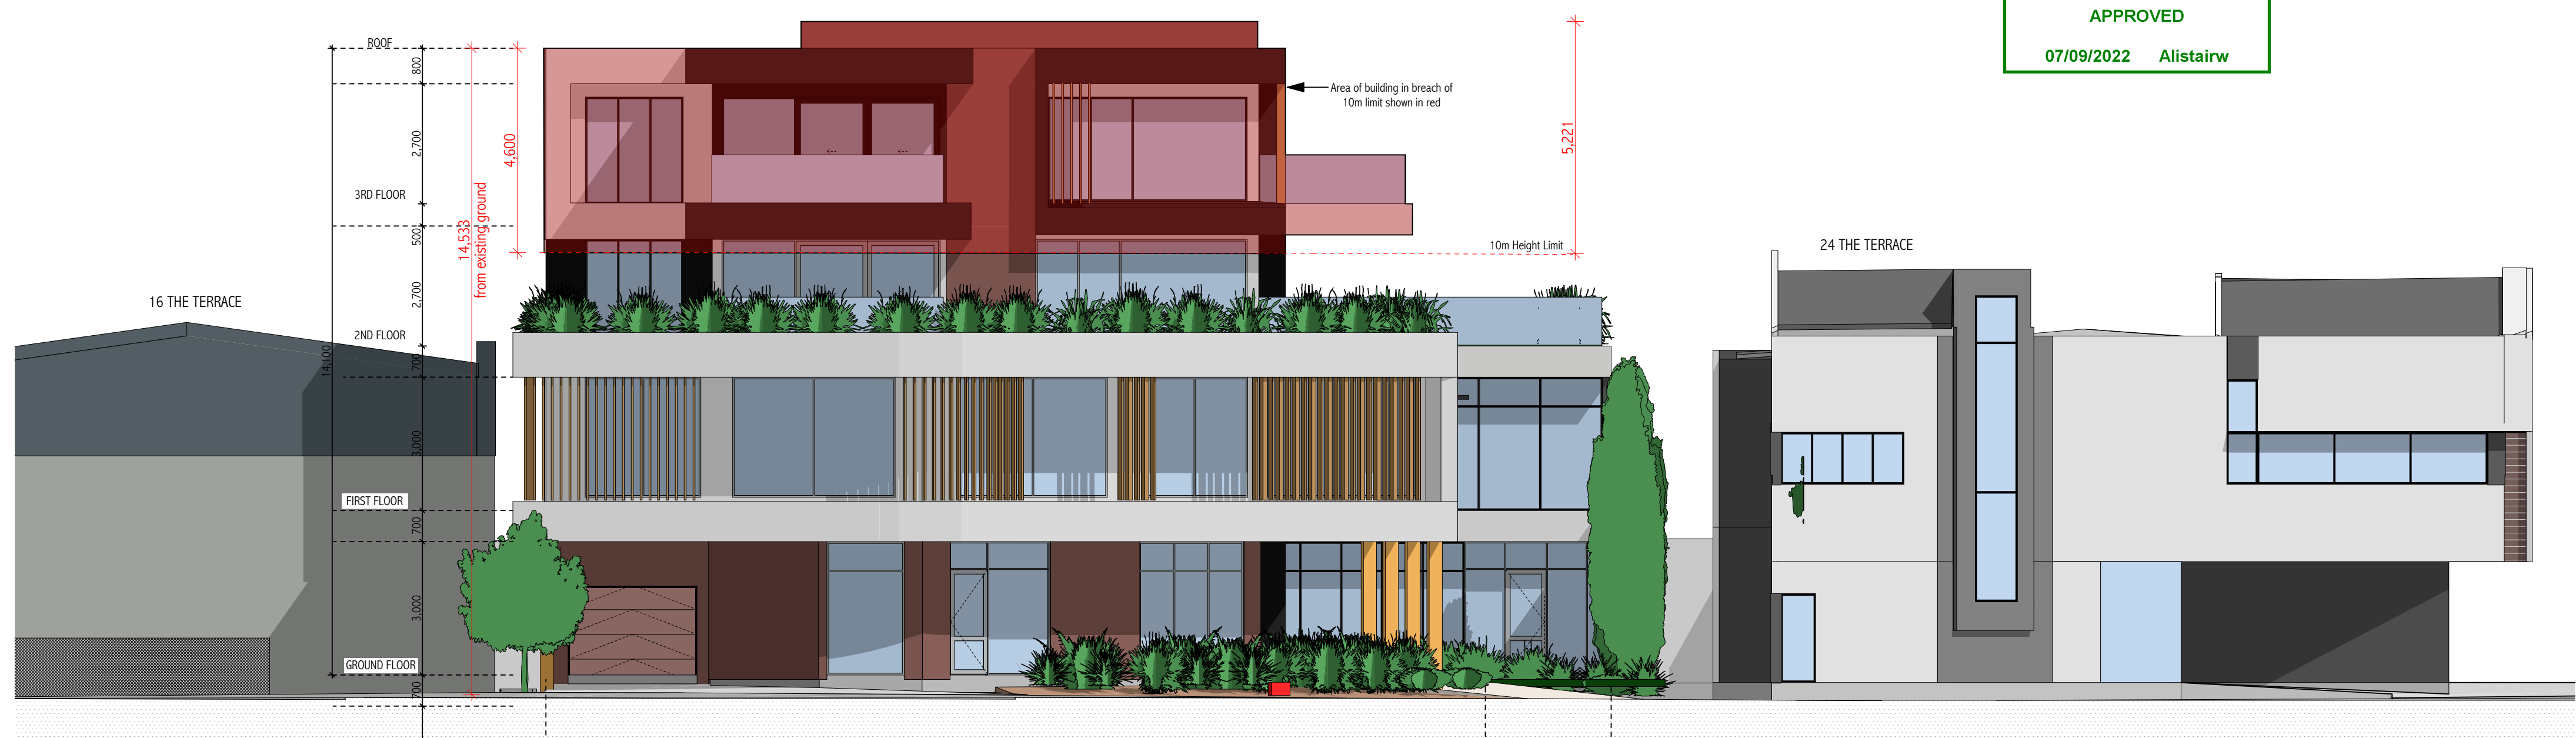 APPROVED
07/09/2022 Alistairw
ROOF
800
2,700
3RD FLOOR
500
2,700
2ND FLOOR
700
14,100
3,000
FIRST FLOOR
700
3,000
GROUND FLOOR
700
14,533
from existing ground
4,600
5,221
Area of building in breach of
10m limit shown in red
10m Height Limit
16 THE TERRACE
24 THE TERRACE